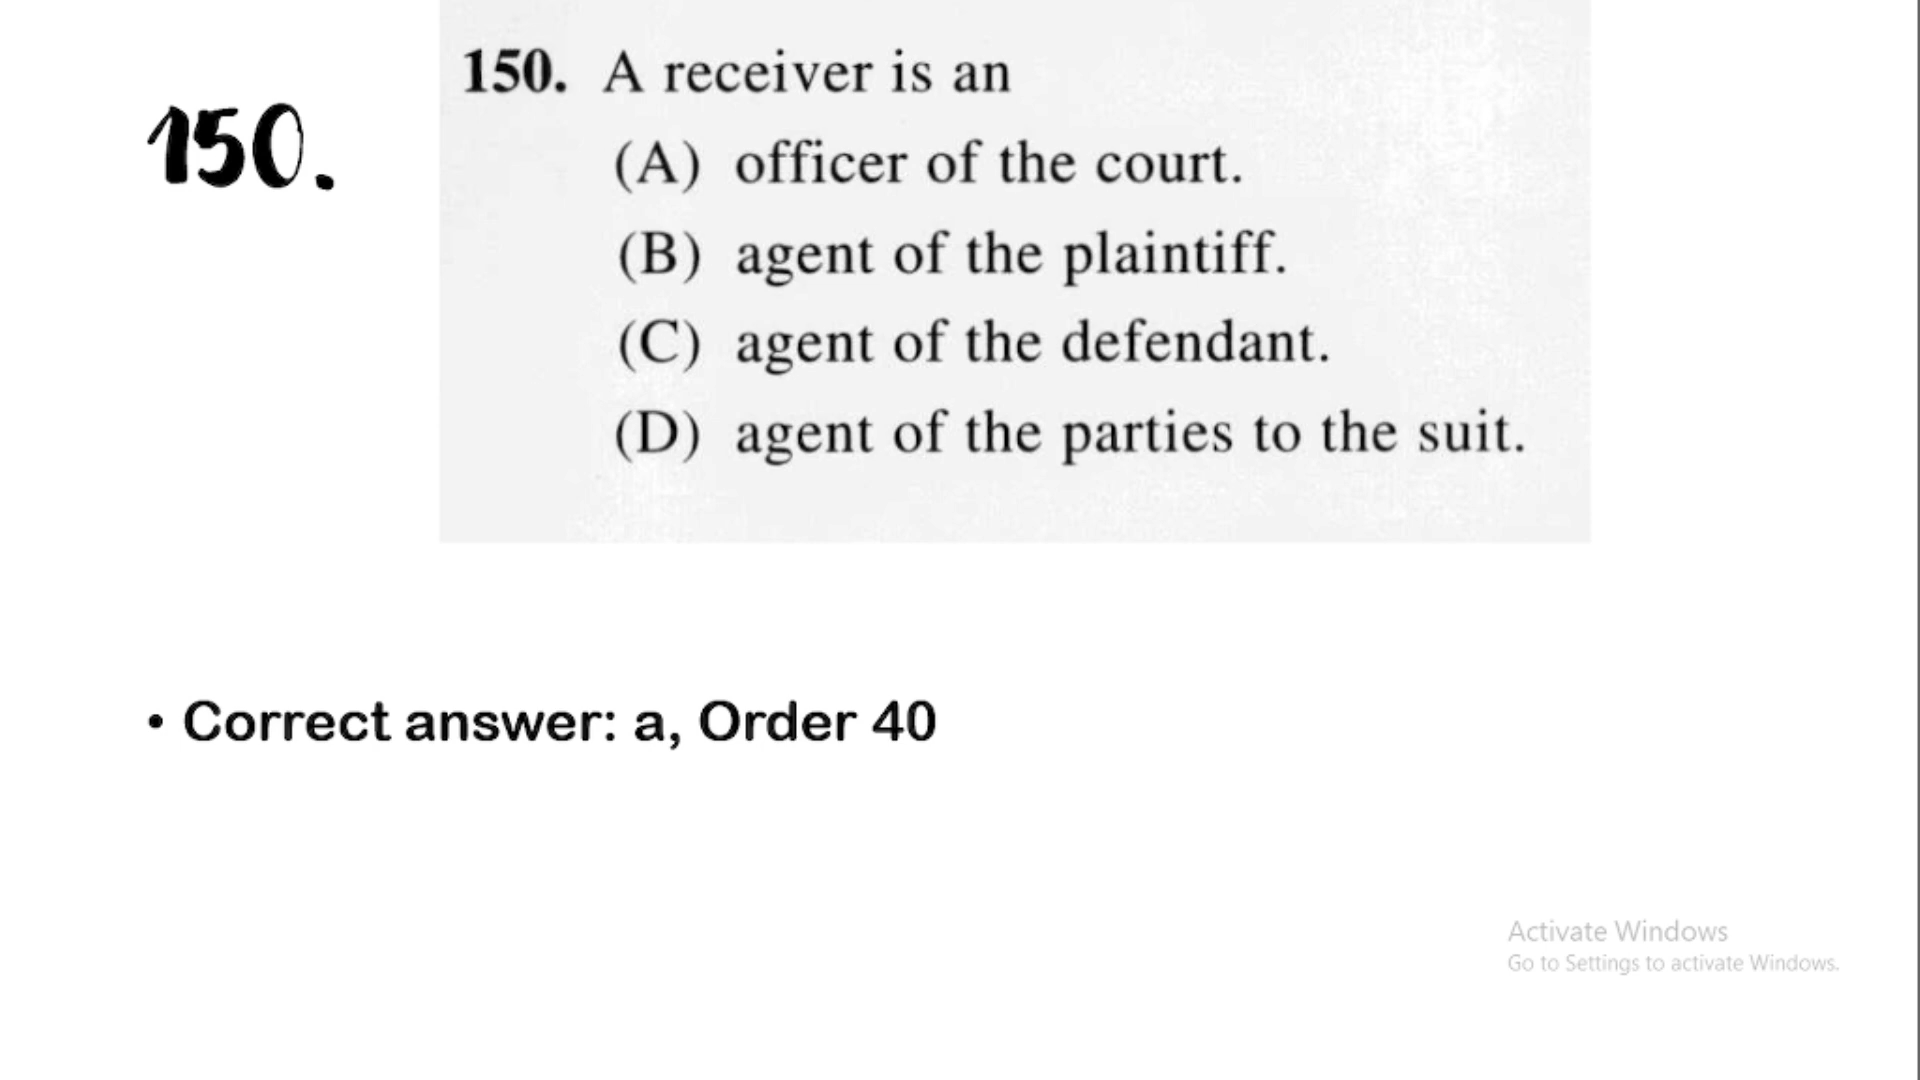 150.
150. A receiver is an
(A) officer of the court.
(B) agent of the plaintiff.
(C) agent of the defendant.
(D) agent of the parties to the suit.
• Correct answer: a, Order 40
Activate Windows
Go to Settings to activate Windows.